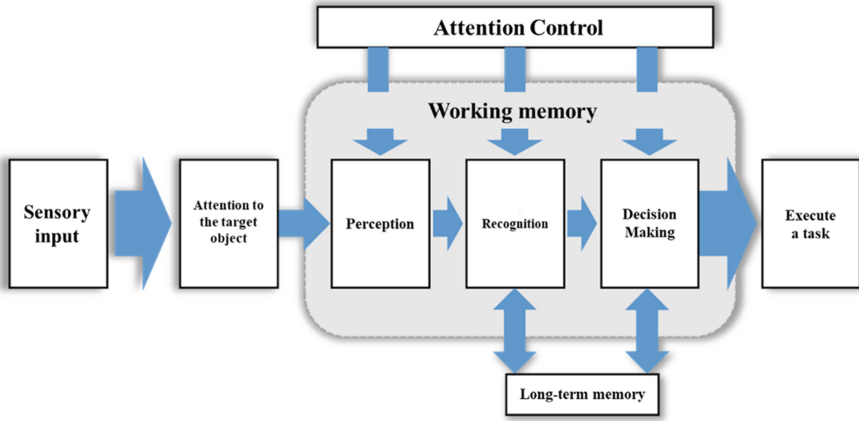 Attention Control
Working memory
Sensory
input
Attention to
the target
object
Perception
Recognition
Decision
Making
Execute
a task
Long-term memory